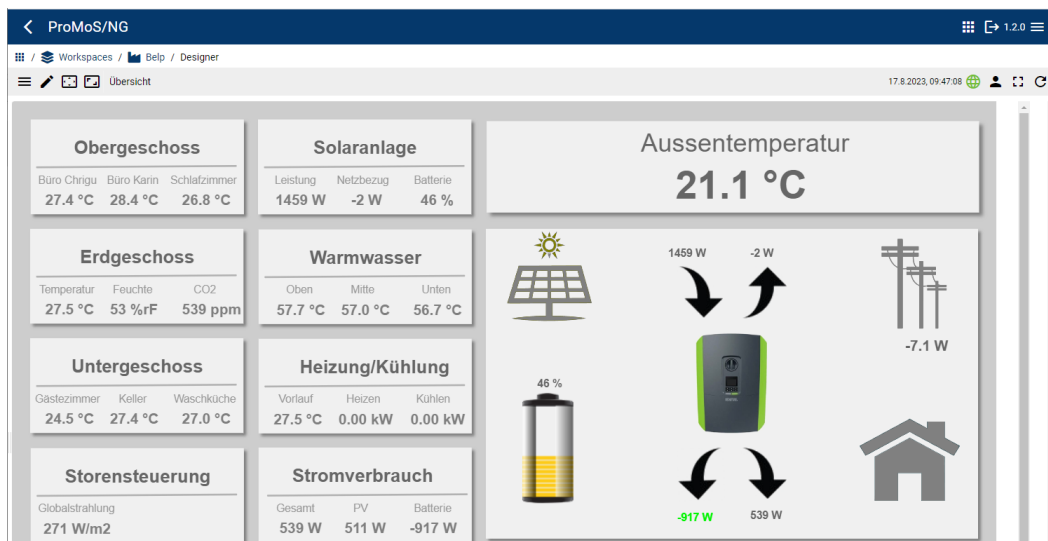 ProMoS/NG
1.2.0
/ Workspaces / Belp / Designer
Übersicht
17.8.2023, 09:47:08
Obergeschoss
Büro Chrigu Büro Karin Schlafzimmer
27.4 °C 28.4 °C 26.8 °C
Solaranlage
Leistung Netzbezug Batterie
1459 W -2 W 46 %
Aussentemperatur
21.1 °C
Erdgeschoss
Temperatur Feuchte CO2
27.5 °C 53 %rF 539 ppm
Warmwasser
Oben Mitte Unten
57.7 °C 57.0 °C 56.7 °C
1459 W -2 W
-7.1 W
Untergeschoss
Gästezimmer Keller Waschküche
24.5 °C 27.4 °C 27.0 °C
Heizung/Kühlung
Vorlauf Heizen Kühlen
27.5 °C 0.00 kW 0.00 kW
46 %
Storensteuerung
Globalstrahlung
271 W/m2
Stromverbrauch
Gesamt PV Batterie
539 W 511 W -917 W
-917 W 539 W